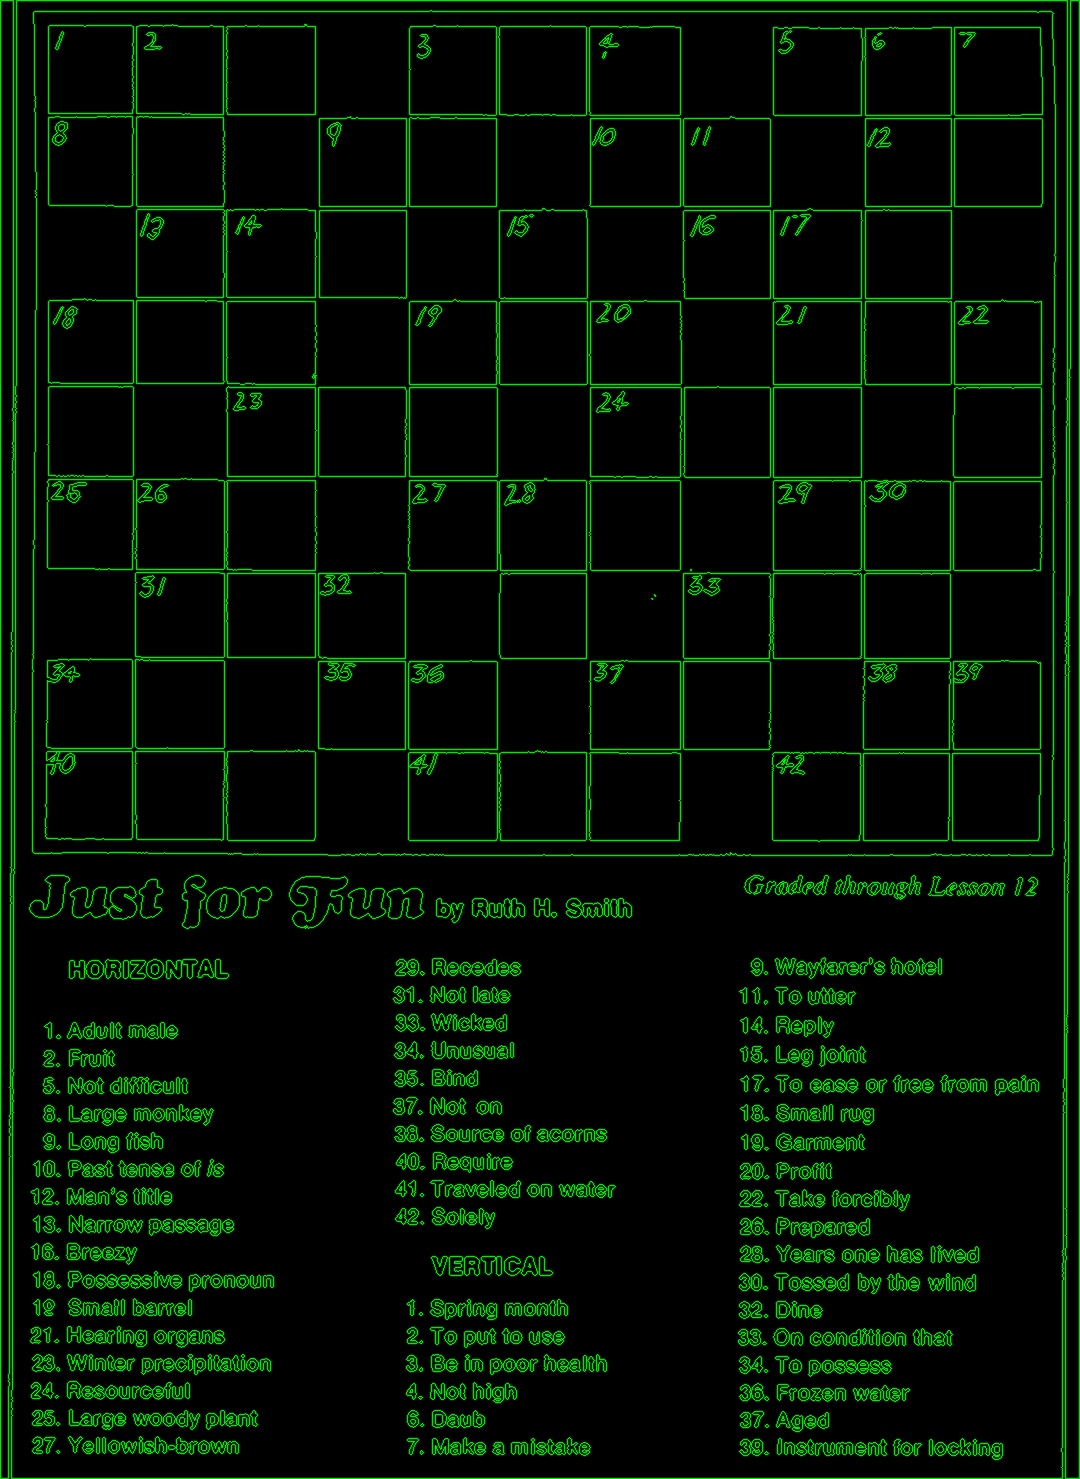 1 2 3 4 5 6 7
8 9 10 11 12
13 14 15 16 17
18 19 20 21 22
23 24
25 26 27 28 29 30
31 32 33
34 35 36 37 38 39
40 41 42
Just for Fun by Ruth H. Smith
Graded through Lesson 12
HORIZONTAL
1. Adult male
2. Fruit
5. Not difficult
8. Large monkey
9. Long fish
10. Past tense of is
12. Man's title
13. Narrow passage
16. Breezy
18. Possessive pronoun
19 Small barrel
21. Hearing organs
23. Winter precipitation
24. Resourceful
25. Large woody plant
27. Yellowish-brown
29. Recedes
31. Not late
33. Wicked
34. Unusual
35. Bind
37. Not on
38. Source of acorns
40. Require
41. Traveled on water
42. Solely
VERTICAL
1. Spring month
2. To put to use
3. Be in poor health
4. Not high
6. Daub
7. Make a mistake
9. Wayfarer's hotel
11. To utter
14. Reply
15. Leg joint
17. To ease or free from pain
18. Small rug
19. Garment
20. Profit
22. Take forcibly
26. Prepared
28. Years one has lived
30. Tossed by the wind
32. Dine
33. On condition that
34. To possess
36. Frozen water
37. Aged
39. Instrument for locking